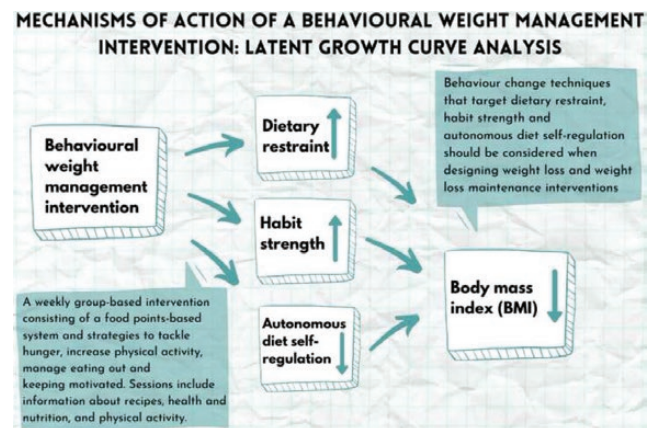 MECHANISMS OF ACTION OF A BEHAVIOURAL WEIGHT MANAGEMENT
INTERVENTION: LATENT GROWTH CURVE ANALYSIS
Behavioural
weight
management
intervention
Dietary
restraint
Habit
strength
Autonomous
diet self-
regulation
Behaviour change techniques
that target dietary restraint,
habit strength and
autonomous diet self-regulation
should be considered when
designing weight loss and weight
loss maintenance interventions
Body mass
index (BMI)
A weekly group-based intervention
consisting of a food points-based
system and strategies to tackle
hunger, increase physical activity,
manage eating out and
keeping motivated. Sessions include
information about recipes, health and
nutrition, and physical activity.